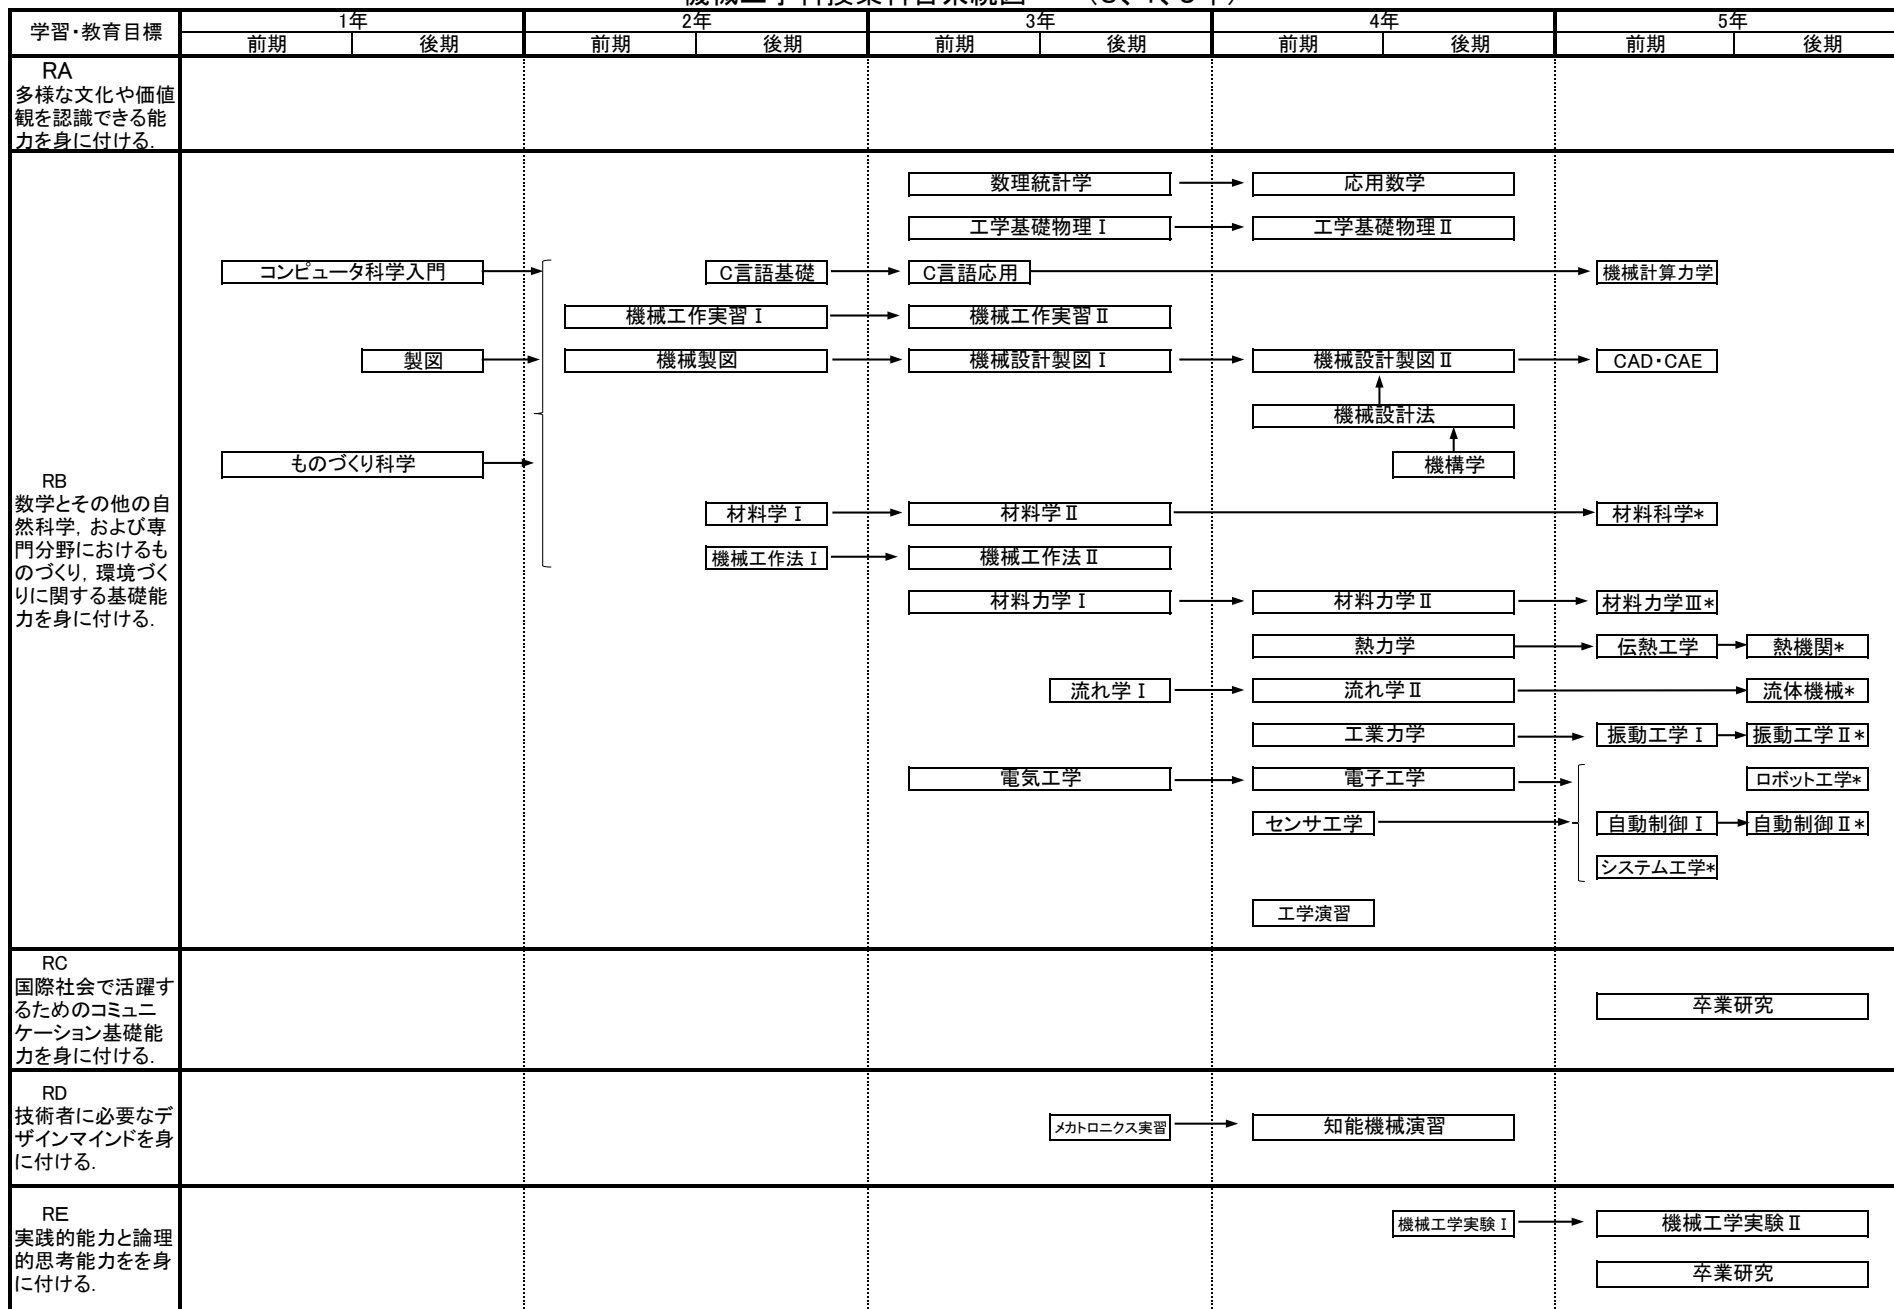 学習・教育目標
1年
2年
3年
4年
5年
前期
後期
前期
後期
前期
後期
前期
後期
前期
後期
RA
多様な文化や価値
観を認識できる能
力を身に付ける.
RB
数学とその他の自
然科学, および専
門分野におけるも
のづくり, 環境づく
りに関する基礎能
力を身に付ける.
数理統計学
応用数学
工学基礎物理Ⅰ
工学基礎物理Ⅱ
コンピュータ科学入門
C言語基礎
C言語応用
機械計算力学
機械工作実習Ⅰ
機械工作実習Ⅱ
製図
機械製図
機械設計製図Ⅰ
機械設計製図Ⅱ
CAD・CAE
機械設計法
ものづくり科学
機構学
材料学Ⅰ
材料学Ⅱ
材料科学*
機械工作法Ⅰ
機械工作法Ⅱ
材料力学Ⅰ
材料力学Ⅱ
材料力学Ⅲ*
熱力学
伝熱工学
熱機関*
流れ学Ⅰ
流れ学Ⅱ
流体機械*
工業力学
振動工学Ⅰ
振動工学Ⅱ*
電気工学
電子工学
ロボット工学*
センサ工学
自動制御Ⅰ
自動制御Ⅱ*
システム工学*
工学演習
RC
国際社会で活躍す
るためのコミュニ
ケーション基礎能
力を身に付ける.
卒業研究
RD
技術者に必要なデ
ザインマインドを身
に付ける.
メカトロニクス実習
知能機械演習
RE
実践的能力と論理
的思考能力をを身
に付ける.
機械工学実験Ⅰ
機械工学実験Ⅱ
卒業研究